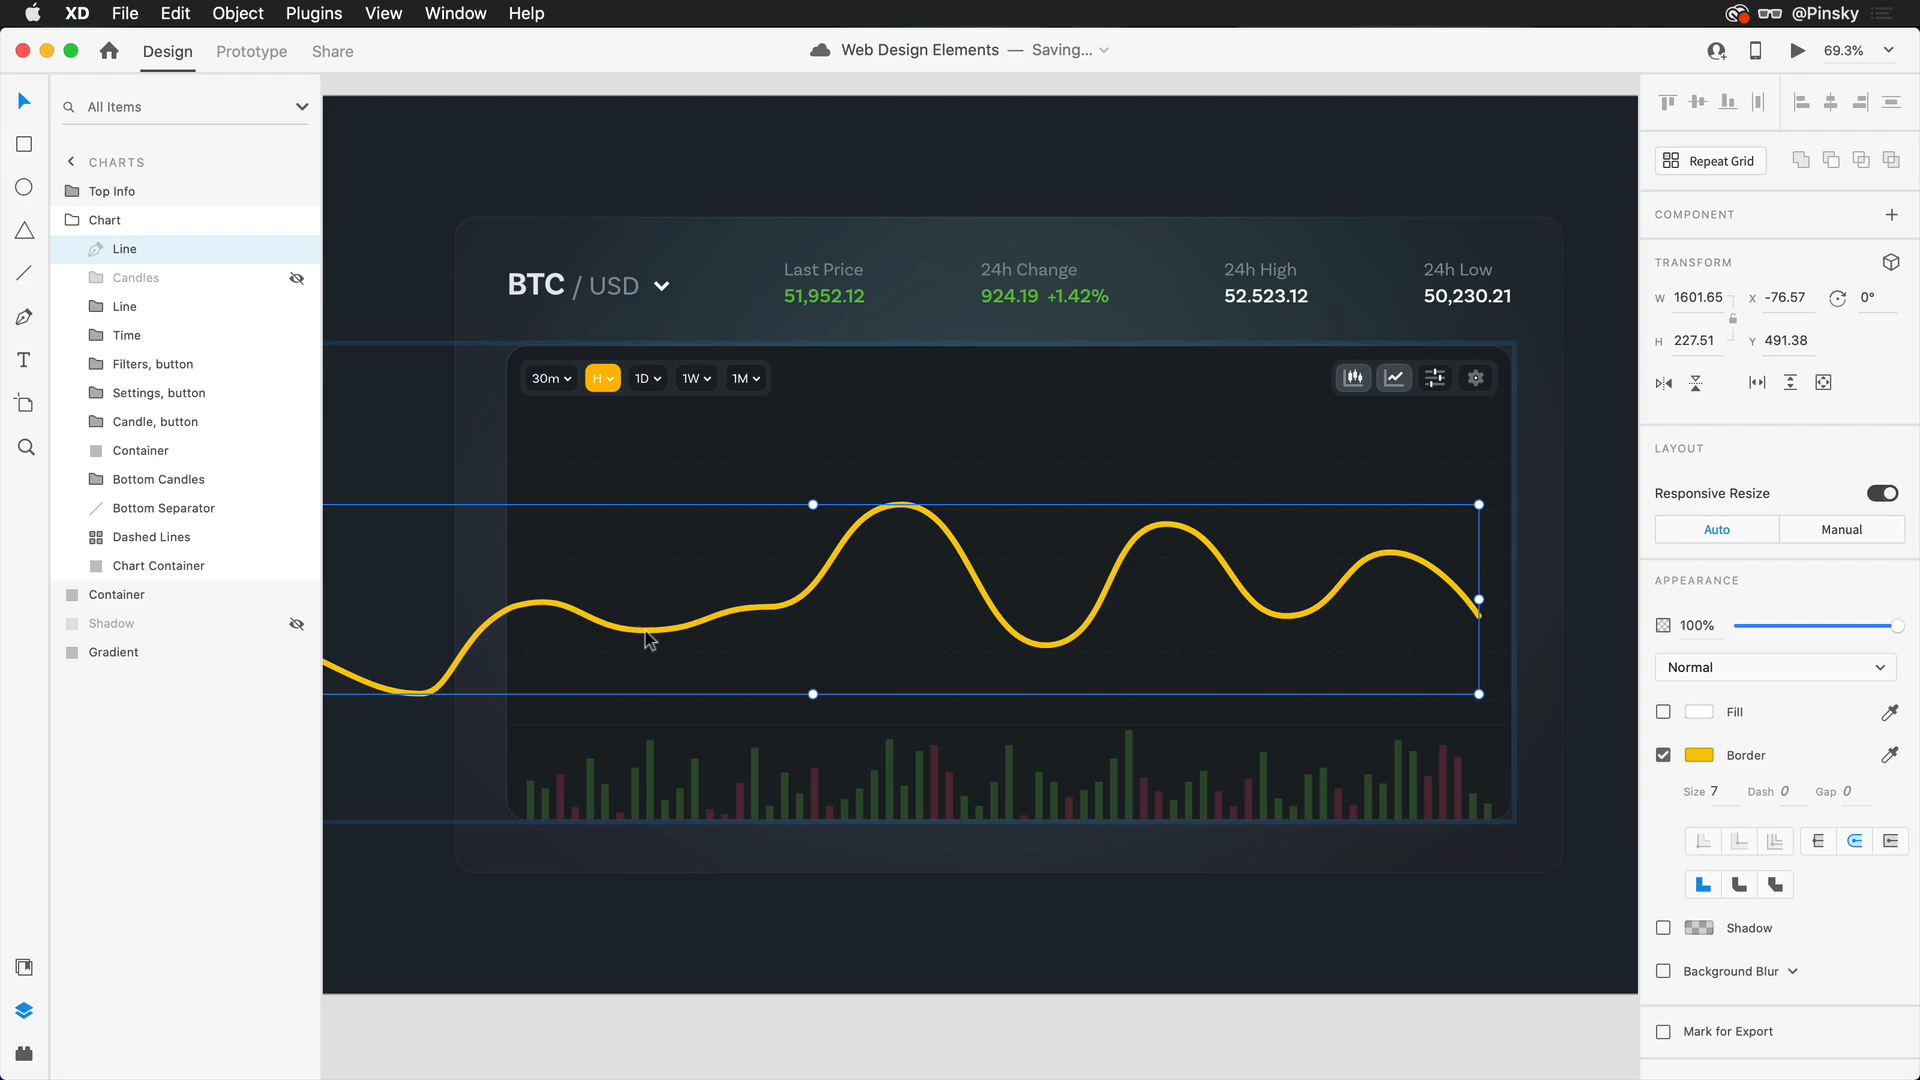 XD File Edit Object Plugins View Window Help @Pinsky
Design Prototype Share Web Design Elements — Saving... 69.3%
All Items
CHARTS
Top Info
Chart
Line
Candles
Line
Time
Filters, button
Settings, button
Candle, button
Container
Bottom Candles
Bottom Separator
Dashed Lines
Chart Container
Container
Shadow
Gradient
BTC / USD
Last Price
51,952.12
24h Change
924.19 +1.42%
24h High
52.523.12
24h Low
50,230.21
30m H 1D 1W 1M
Repeat Grid
COMPONENT
TRANSFORM
W 1601.65 X -76.57 0°
H 227.51 Y 491.38
LAYOUT
Responsive Resize
Auto Manual
APPEARANCE
100%
Normal
Fill
Border
Size 7 Dash 0 Gap 0
Shadow
Background Blur
Mark for Export